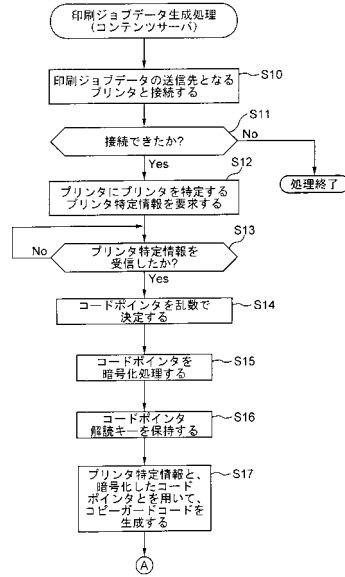 印刷ジョブデータ生成処理
(コンテンツサーバ)
印刷ジョブデータの送信先となる
プリンタと接続する
S10
接続できたか?
S11
No
処理終了
Yes
プリンタにプリンタを特定する
プリンタ特定情報を要求する
S12
プリンタ特定情報を
受信したか?
S13
No
Yes
コードポインタを乱数で
決定する
S14
コードポインタを
暗号化処理する
S15
コードポインタ
解読キーを保持する
S16
プリンタ特定情報と、
暗号化したコード
ポインタとを用いて、
コピーガードコードを
生成する
S17
A